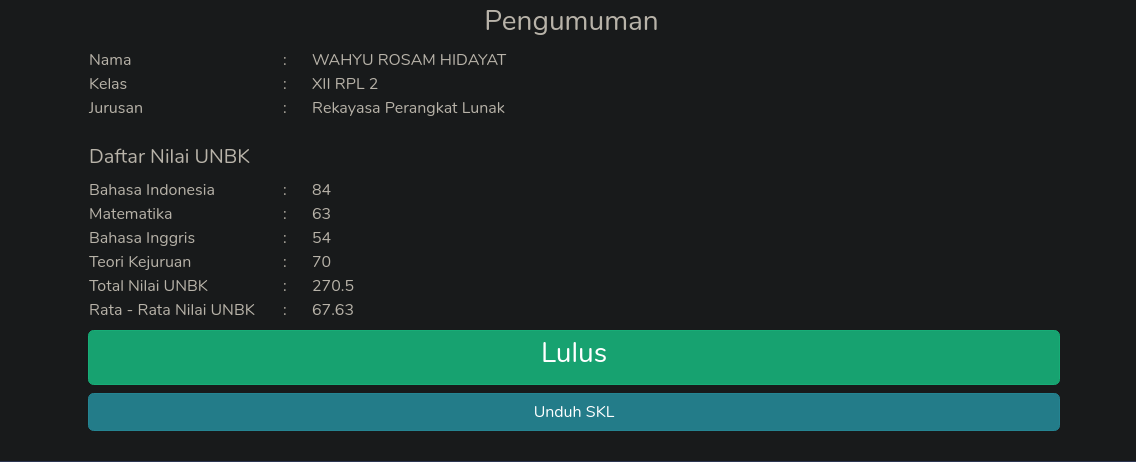 Pengumuman
Nama : WAHYU ROSAM HIDAYAT
Kelas : XII RPL 2
Jurusan : Rekayasa Perangkat Lunak
Daftar Nilai UNBK
Bahasa Indonesia : 84
Matematika : 63
Bahasa Inggris : 54
Teori Kejuruan : 70
Total Nilai UNBK : 270.5
Rata - Rata Nilai UNBK : 67.63
Lulus
Unduh SKL